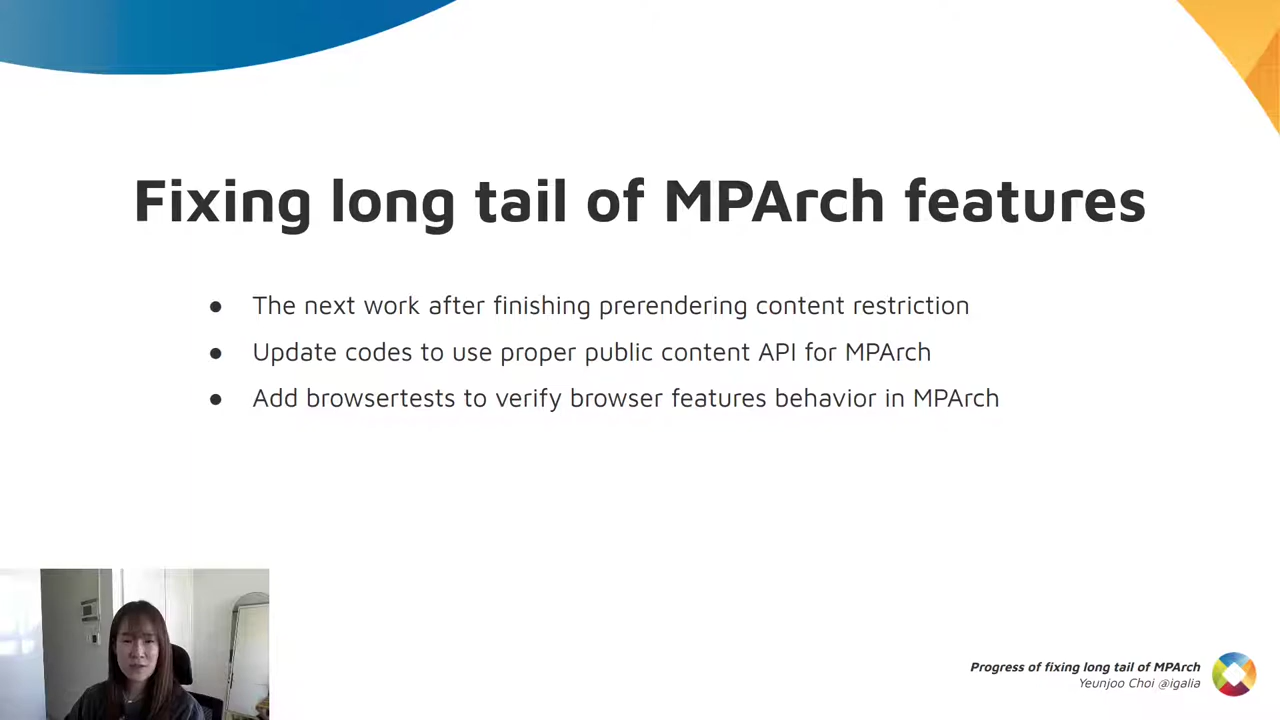 Fixing long tail of MPArch features
● The next work after finishing prerendering content restriction
● Update codes to use proper public content API for MPArch
● Add browsertests to verify browser features behavior in MPArch
Progress of fixing long tail of MPArch
Yeunjoo Choi @igalia